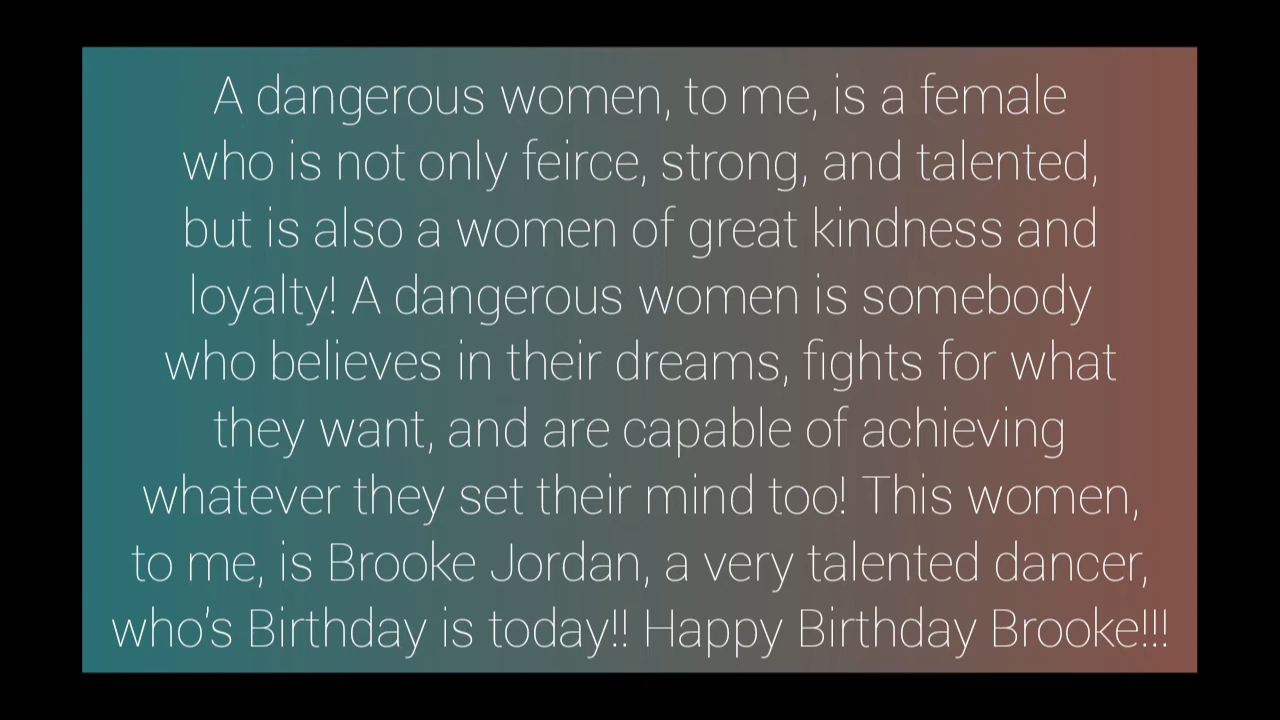 A dangerous women, to me, is a female
who is not only feirce, strong, and talented,
but is also a women of great kindness and
loyalty! A dangerous women is somebody
who believes in their dreams, fights for what
they want, and are capable of achieving
whatever they set their mind too! This women,
to me, is Brooke Jordan, a very talented dancer,
who's Birthday is today!! Happy Birthday Brooke!!!